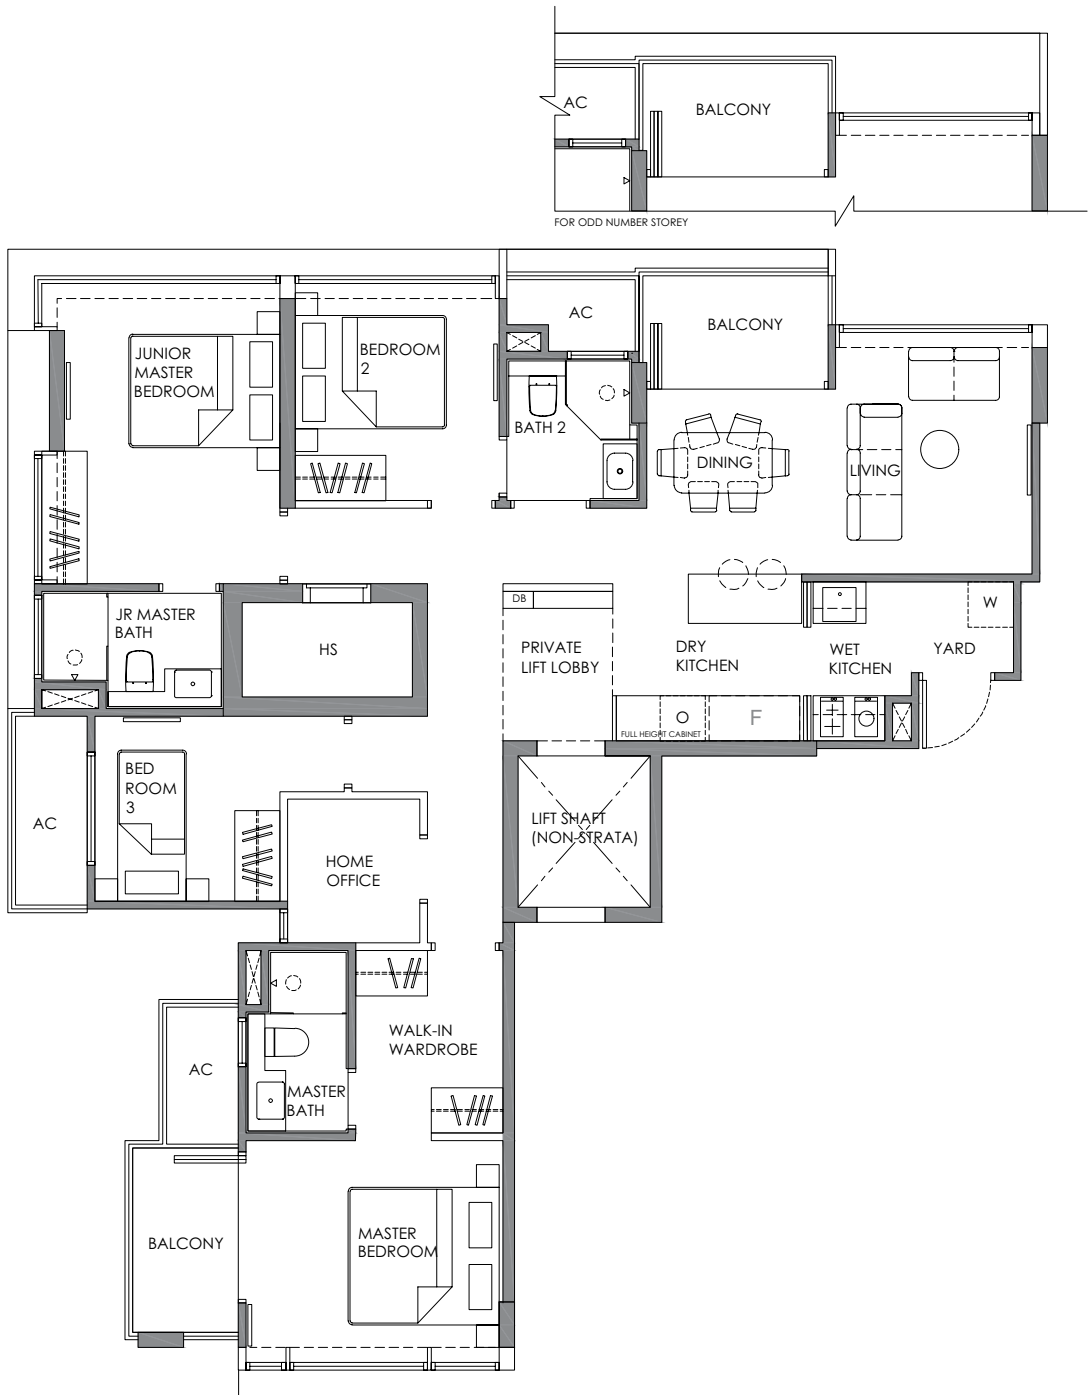 AC
BALCONY
FOR ODD NUMBER STOREY
AC
BALCONY
JUNIOR
MASTER
BEDROOM
BEDROOM
2
BATH 2
DINING
LIVING
JR MASTER
BATH
HS
DB
PRIVATE
LIFT LOBBY
DRY
KITCHEN
WET
KITCHEN
YARD
W
F
FULL HEIGHT CABINET
BED
ROOM
3
AC
HOME
OFFICE
LIFT SHAFT
(NON-STRATA)
WALK-IN
WARDROBE
AC
MASTER
BATH
BALCONY
MASTER
BEDROOM